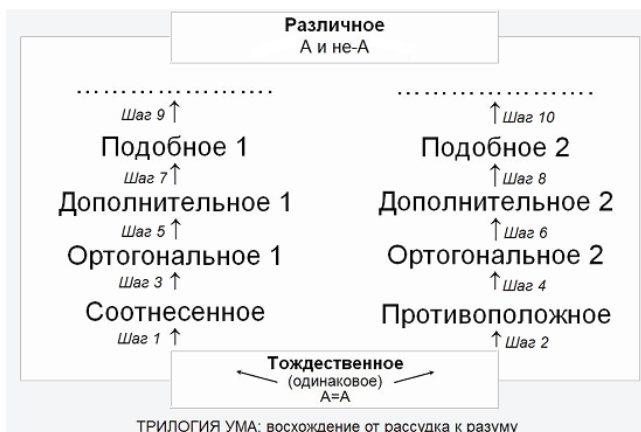 Различное
А и не-А
........................
Шаг 9
Подобное 1
Шаг 7
Дополнительное 1
Шаг 5
Ортогональное 1
Шаг 3
Соотнесенное
Шаг 1
........................
Шаг 10
Подобное 2
Шаг 8
Дополнительное 2
Шаг 6
Ортогональное 2
Шаг 4
Противоположное
Шаг 2
Тождественное
(одинаковое)
А=А
ТРИЛОГИЯ УМА: восхождение от рассудка к разуму